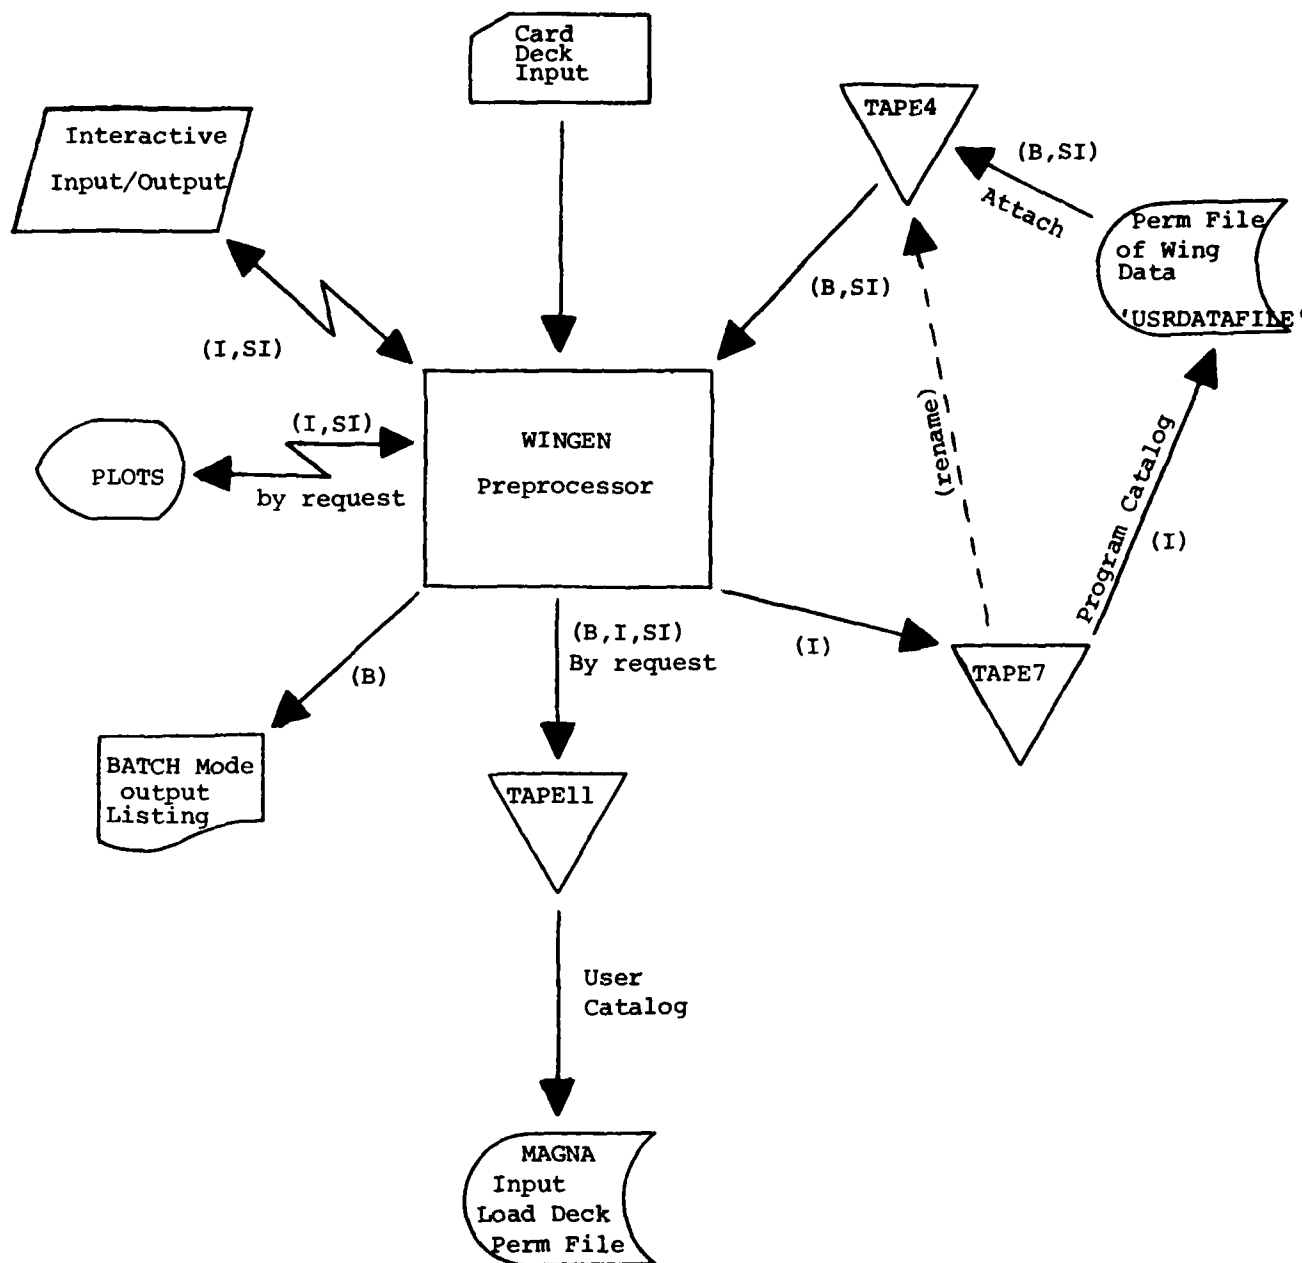 Card
Deck
Input
TAPE4
Interactive
Input/Output
(B,SI)
Attach
Perm File
of Wing
Data
'USRDATAFILE'
(B,SI)
(I,SI)
(rename)
(I,SI)
PLOTS
by request
WINGEN
Preprocessor
Program Catalog
(I)
(B,I,SI)
By request
(I)
(B)
TAPE7
BATCH Mode
output
Listing
TAPE11
User
Catalog
MAGNA
Input
Load Deck
Perm File